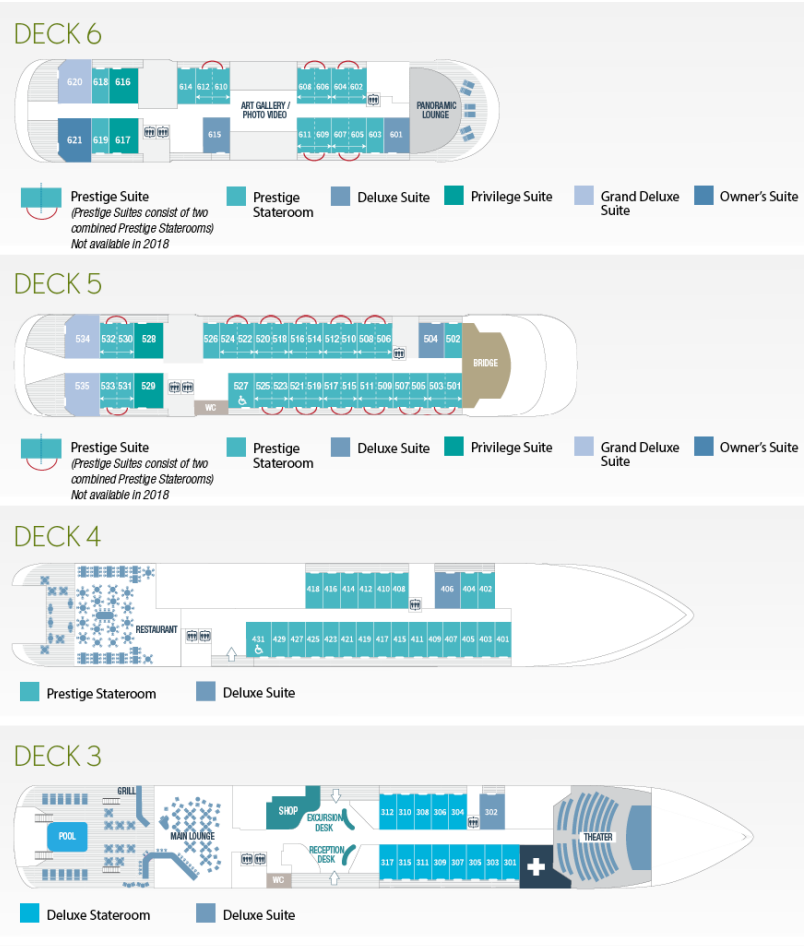 DECK 6
620 618 616 614 612 610 608 606 604 602
ART GALLERY /
PHOTO VIDEO
PANORAMIC
LOUNGE
621 619 617 615 611 609 607 605 603 601
Prestige Suite
(Prestige Suites consist of two
combined Prestige Staterooms)
Not available in 2018
Prestige
Stateroom
Deluxe Suite
Privilege Suite
Grand Deluxe
Suite
Owner's Suite
DECK 5
534 532 530 528 526 524 522 520 518 516 514 512 510 508 506 504 502
BRIDGE
535 533 531 529 527 525 523 521 519 517 515 511 509 507 505 503 501
WC
Prestige Suite
(Prestige Suites consist of two
combined Prestige Staterooms)
Not available in 2018
Prestige
Stateroom
Deluxe Suite
Privilege Suite
Grand Deluxe
Suite
Owner's Suite
DECK 4
418 416 414 412 410 408 406 404 402
RESTAURANT
431 429 427 425 423 421 419 417 415 411 409 407 405 403 401
Prestige Stateroom
Deluxe Suite
DECK 3
GRILL
312 310 308 306 304 302
SHOP
EXCURSION
DESK
POOL
MAIN LOUNGE
THEATER
RECEPTION
DESK
317 315 311 309 307 305 303 301
WC
Deluxe Stateroom
Deluxe Suite